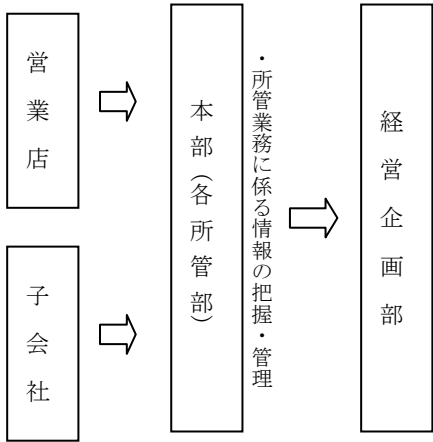 営業店
子会社
本部（各所管部）
・所管業務に係る情報の把握・管理
経営企画部